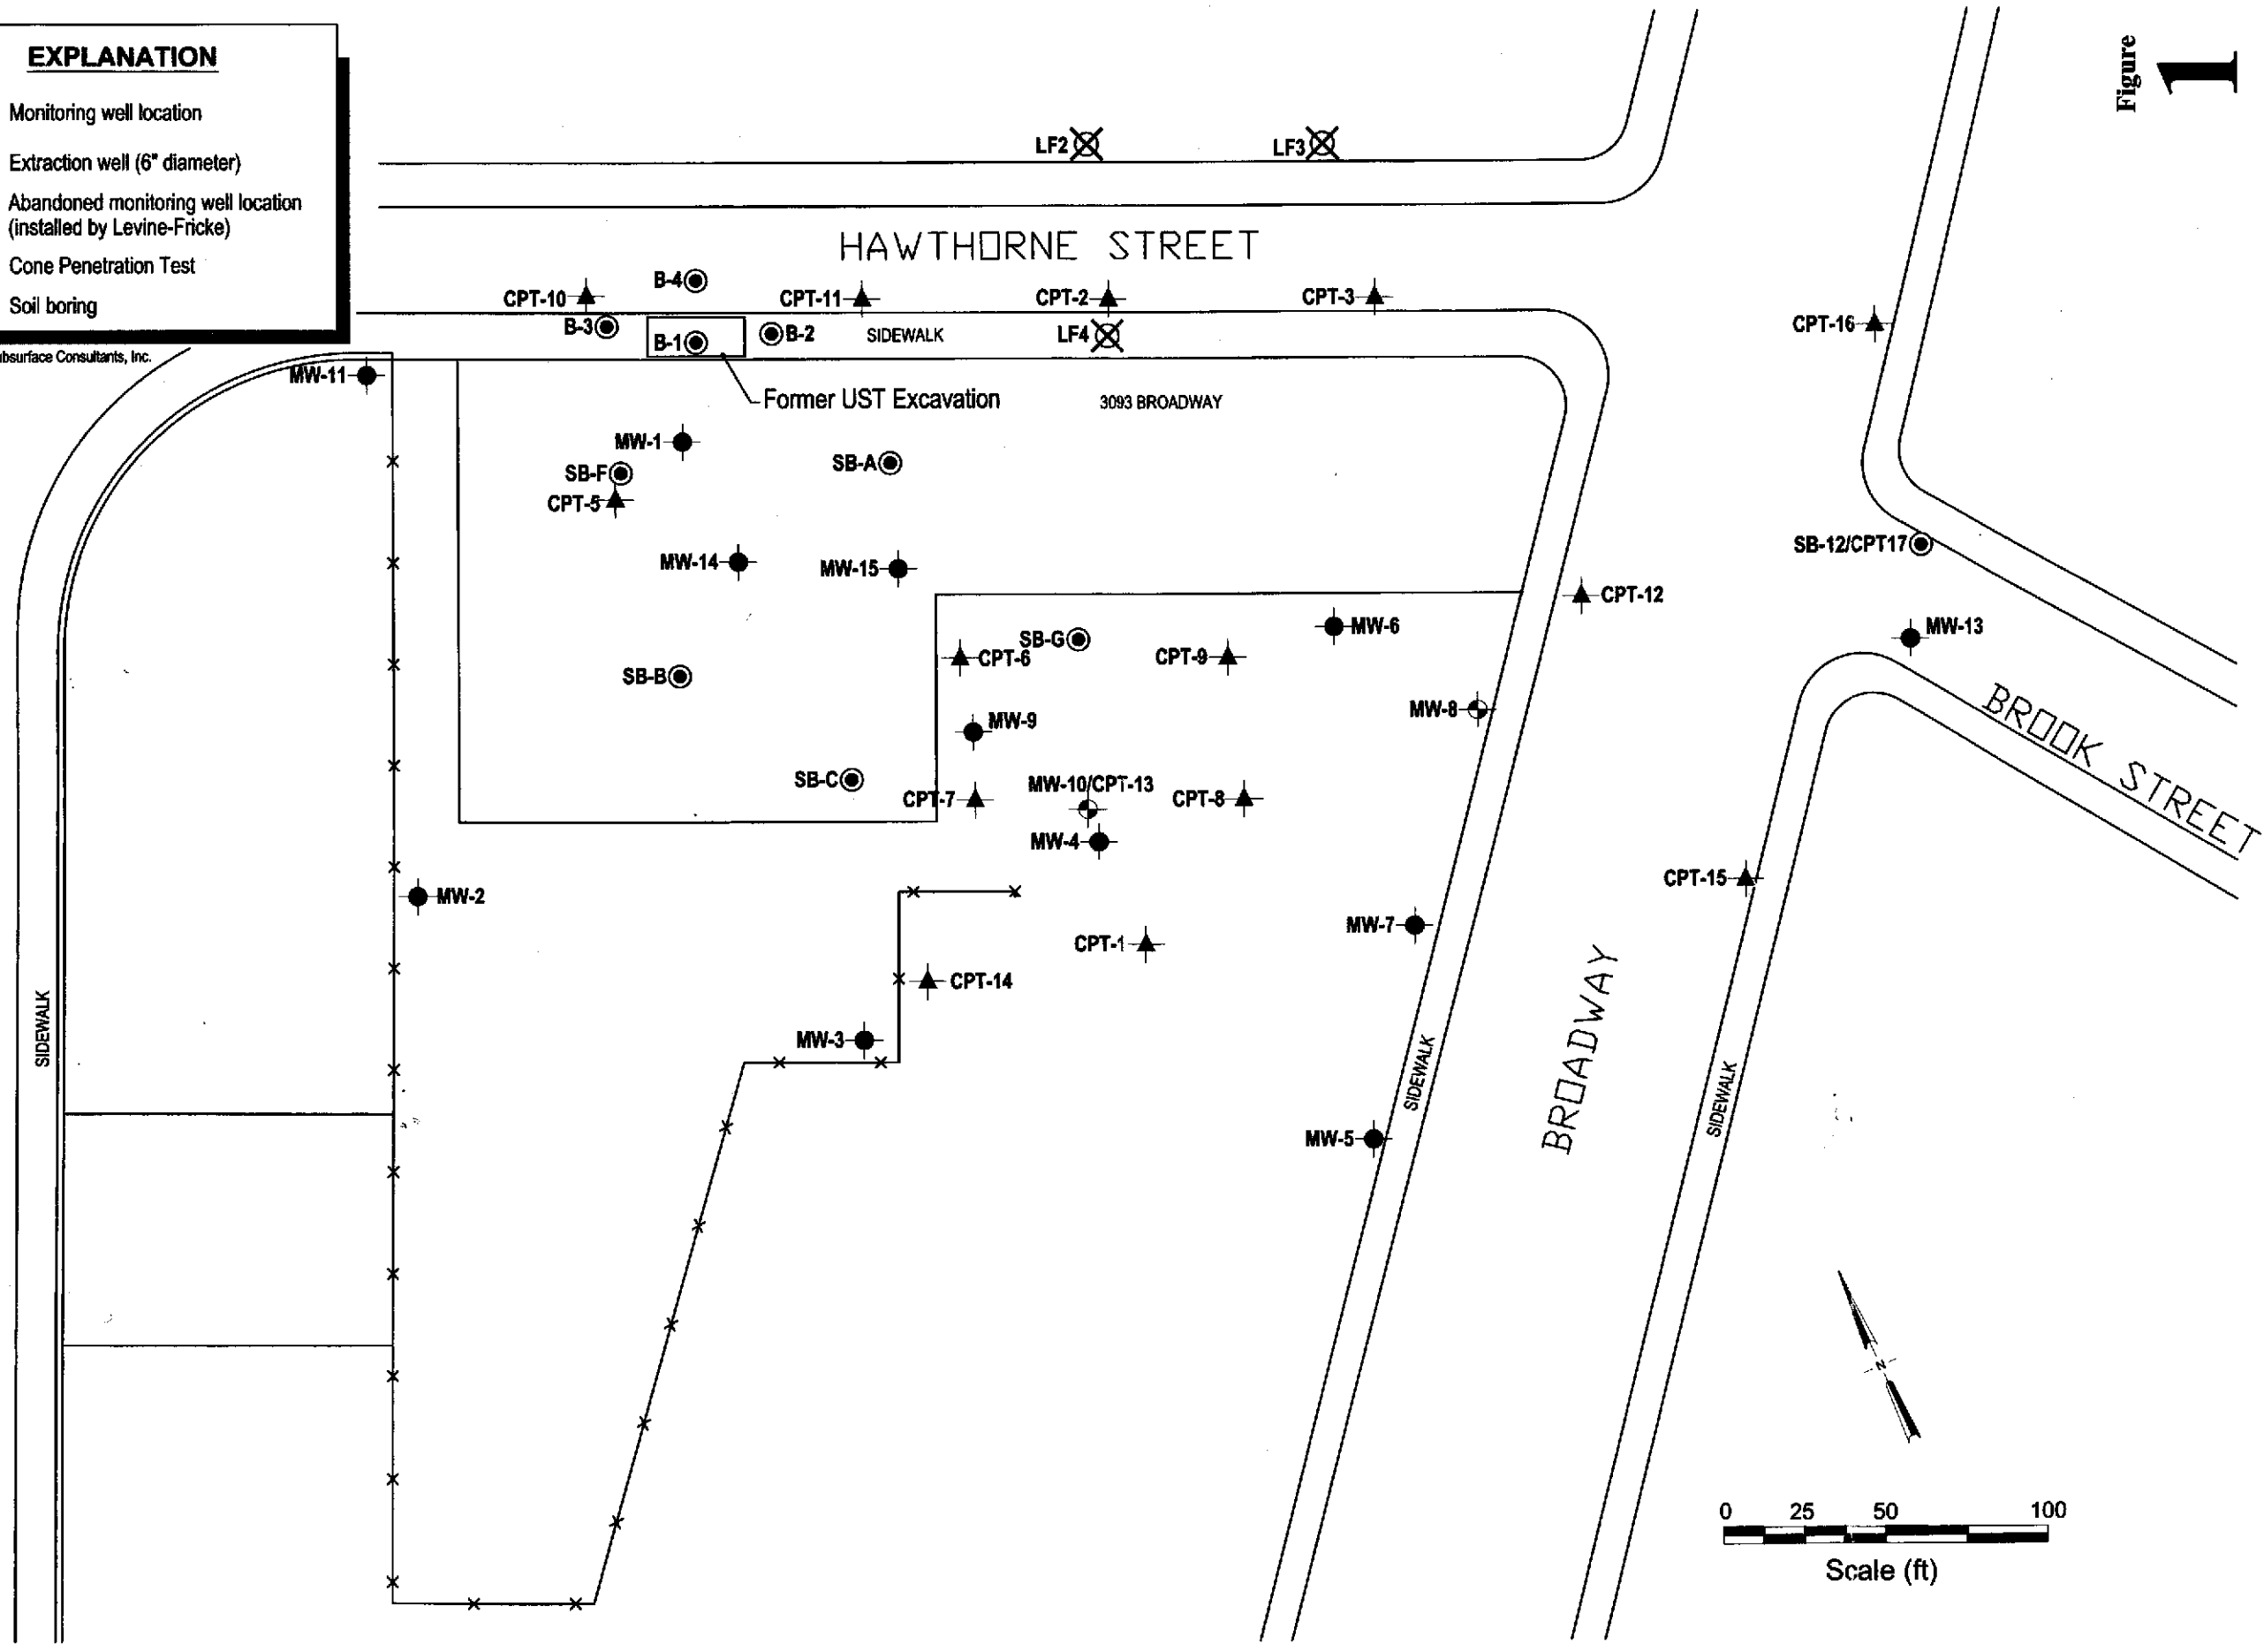 EXPLANATION
Monitoring well location
Extraction well (6" diameter)
Abandoned monitoring well location
(installed by Levine-Fricke)
Cone Penetration Test
Soil boring
Consultants, Inc.
Figure
1
LF2
LF3
HAWTHORNE STREET
B-4
CPT-10
CPT-11
CPT-2
CPT-3
CPT-16
B-3
B-1
B-2
SIDEWALK
LF4
MW-11
Former UST Excavation
3093 BROADWAY
MW-1
SB-F
SB-A
CPT-5
MW-14
MW-15
SB-12/CPT17
CPT-12
MW-6
MW-13
SB-G
CPT-6
CPT-9
SB-B
MW-9
MW-8
BROOK STREET
SB-C
MW-10/CPT-13
CPT-7
CPT-8
MW-4
MW-2
CPT-15
MW-7
CPT-1
CPT-14
MW-3
SIDEWALK
SIDEWALK
BROADWAY
SIDEWALK
MW-5
N
0 25 50 100
Scale (ft)